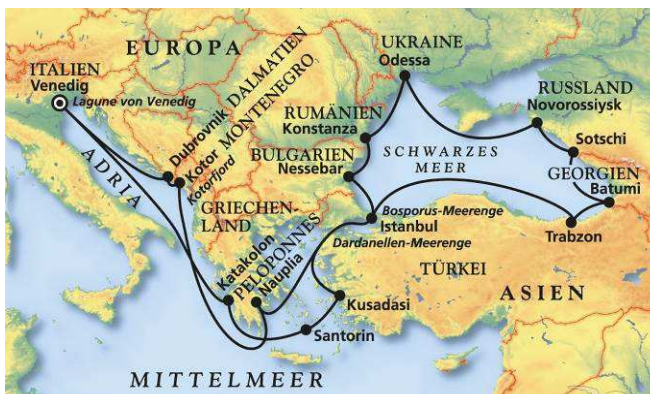 EUROPA
UKRAINE
Odessa
ITALIEN
Venedig
Lagune von Venedig
DALMATIEN
MONTENEGRO
Dubrovnik
Kotor
Kotorfjord
ADRIA
RUMÄNIEN
Konstanza
BULGARIEN
Nessebar
SCHWARZES
MEER
RUSSLAND
Novorossiysk
Sotschi
GEORGIEN
Batumi
Trabzon
Bosporus-Meerenge
Istanbul
Dardanellen-Meerenge
GRIECHEN-
LAND
Katakolon
PELOPONNES
Nauplia
TÜRKEI
ASIEN
Kusadasi
Santorin
MITTELMEER